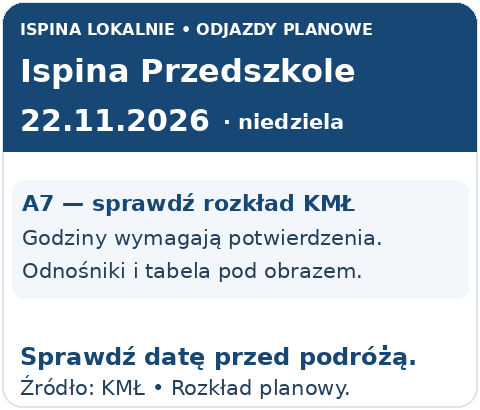 ISPINA LOKALNIE • ODJAZDY PLANOWE
Ispina Przedszkole
22.11.2026 · niedziela
A7 — sprawdź rozkład KMŁ
Godziny wymagają potwierdzenia.
Odnośniki i tabela pod obrazem.
Sprawdź datę przed podróżą.
Źródło: KMŁ • Rozkład planowy.